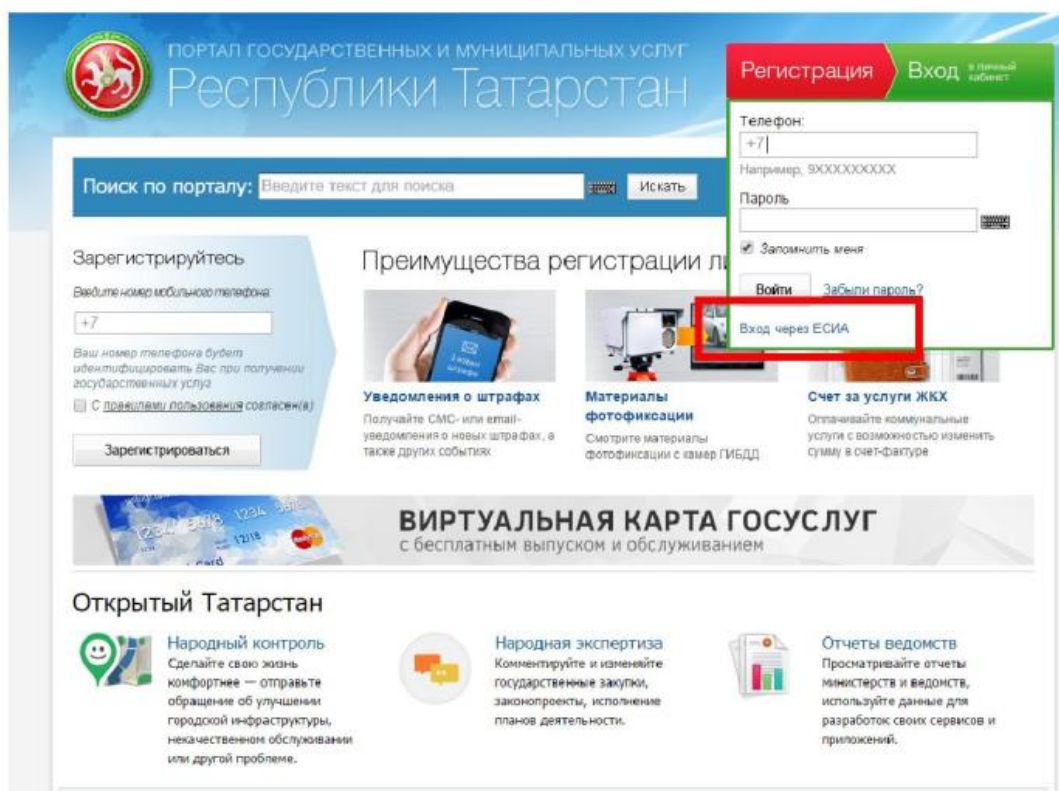 ПОРТАЛ ГОСУДАРСТВЕННЫХ И МУНИЦИПАЛЬНЫХ УСЛУГ
Республики Татарстан
Регистрация
Вход в личный
кабинет
Телефон:
+7
Например, 9XXXXXXXXX
Пароль
Запомнить меня
Войти Забыли пароль?
Вход через ЕСИА
Поиск по порталу: Введите текст для поиска Искать
Зарегистрируйтесь
Введите номер мобильного телефона:
+7
Ваш номер телефона будет
идентифицировать Вас при получении
государственных услуг
С правилами пользования согласен(а)
Зарегистрироваться
Преимущества регистрации
Уведомления о штрафах
Получайте СМС- или email-
уведомления о новых штрафах, а
также других событиях
Материалы
фотофиксации
Смотрите материалы
фотофиксации с камер ГИБДД
Счет за услуги ЖКХ
Оплачивайте коммунальные
услуги с возможностью изменить
сумму в счет-фактуре
1234 5678 1234 5678
12/18
ВИРТУАЛЬНАЯ КАРТА ГОСУСЛУГ
с бесплатным выпуском и обслуживанием
Открытый Татарстан
Народный контроль
Сделайте свою жизнь
комфортнее — отправьте
обращение об улучшении
городской инфраструктуры,
некачественном обслуживании
или другой проблеме.
Народная экспертиза
Комментируйте и изменяйте
государственные закупки,
законопроекты, исполнение
планов деятельности.
Отчеты ведомств
Просматривайте отчеты
министерств и ведомств,
используйте данные для
разработок своих сервисов и
приложений.